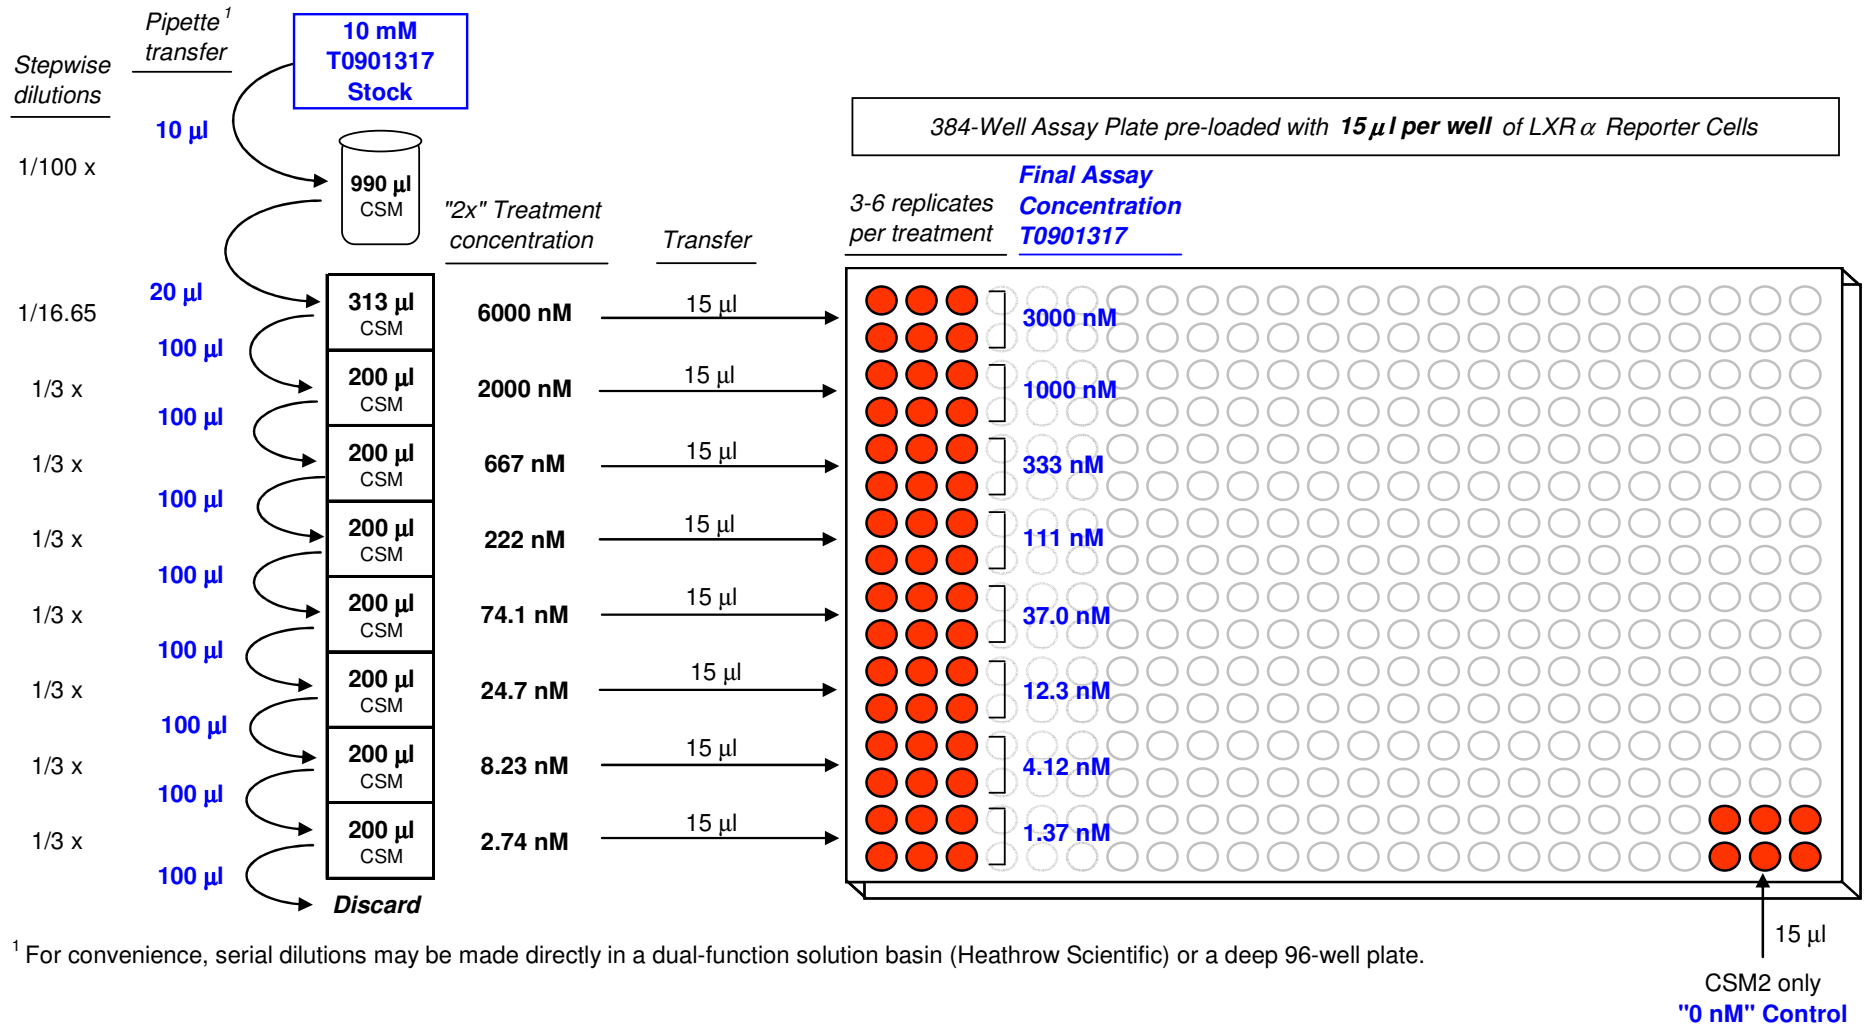 Stepwise
dilutions
Pipette 1
transfer
10 mM
T0901317
Stock
10 µl
1/100 x
990 µl
CSM
"2x" Treatment
concentration
Transfer
384-Well Assay Plate pre-loaded with 15 µl per well of LXR α Reporter Cells
3-6 replicates
per treatment
Final Assay
Concentration
T0901317
1/16.65
20 µl
313 µl
CSM
6000 nM
15 µl
3000 nM
100 µl
1/3 x
200 µl
CSM
2000 nM
15 µl
1000 nM
100 µl
1/3 x
200 µl
CSM
667 nM
15 µl
333 nM
100 µl
1/3 x
200 µl
CSM
222 nM
15 µl
111 nM
100 µl
1/3 x
200 µl
CSM
74.1 nM
15 µl
37.0 nM
100 µl
1/3 x
200 µl
CSM
24.7 nM
15 µl
12.3 nM
100 µl
1/3 x
200 µl
CSM
8.23 nM
15 µl
4.12 nM
100 µl
1/3 x
200 µl
CSM
2.74 nM
15 µl
1.37 nM
100 µl
Discard
15 µl
CSM2 only
"0 nM" Control
1 For convenience, serial dilutions may be made directly in a dual-function solution basin (Heathrow Scientific) or a deep 96-well plate.